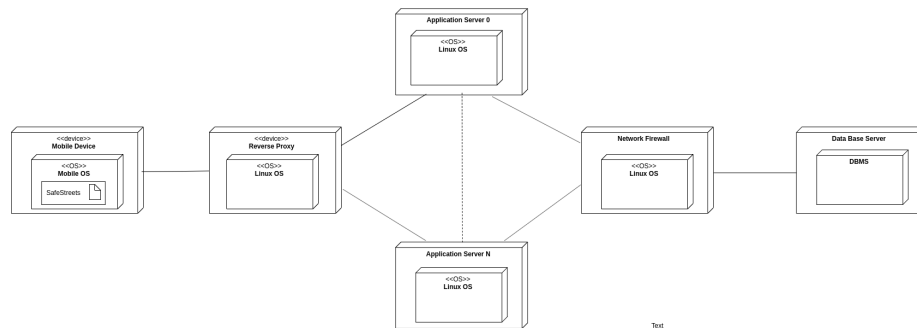 Application Server 0
<<OS>>
Linux OS
<<device>>
Mobile Device
<<OS>>
Mobile OS
SafeStreets
<<device>>
Reverse Proxy
<<OS>>
Linux OS
Network Firewall
<<OS>>
Linux OS
Data Base Server
DBMS
Application Server N
<<OS>>
Linux OS
Text